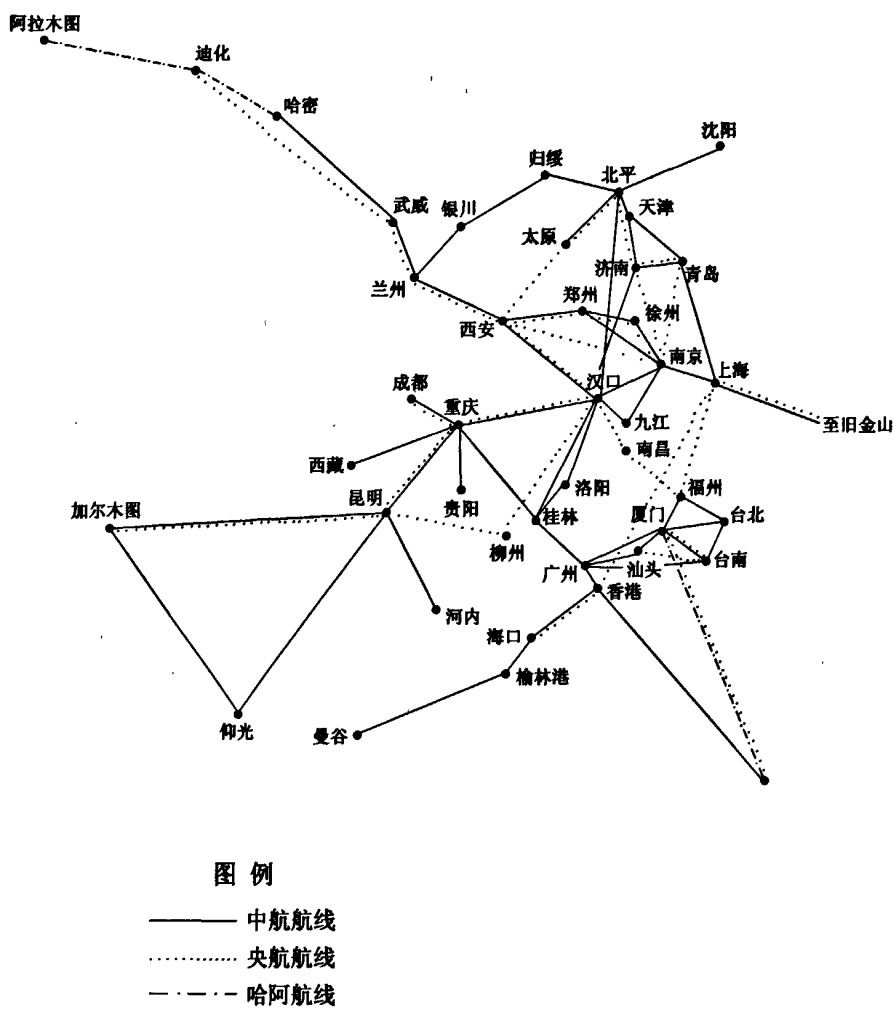 阿拉木图
迪化
哈密
沈阳
归绥
北平
武威
银川
天津
太原
济南
青岛
兰州
郑州
徐州
西安
南京
上海
成都
汉口
重庆
九江
至旧金山
西藏
南昌
加尔木图
昆明
贵阳
洛阳
福州
桂林
厦门
台北
柳州
广州
汕头
台南
香港
河内
海口
榆林港
仰光
曼谷
图 例
中航航线
央航航线
哈阿航线